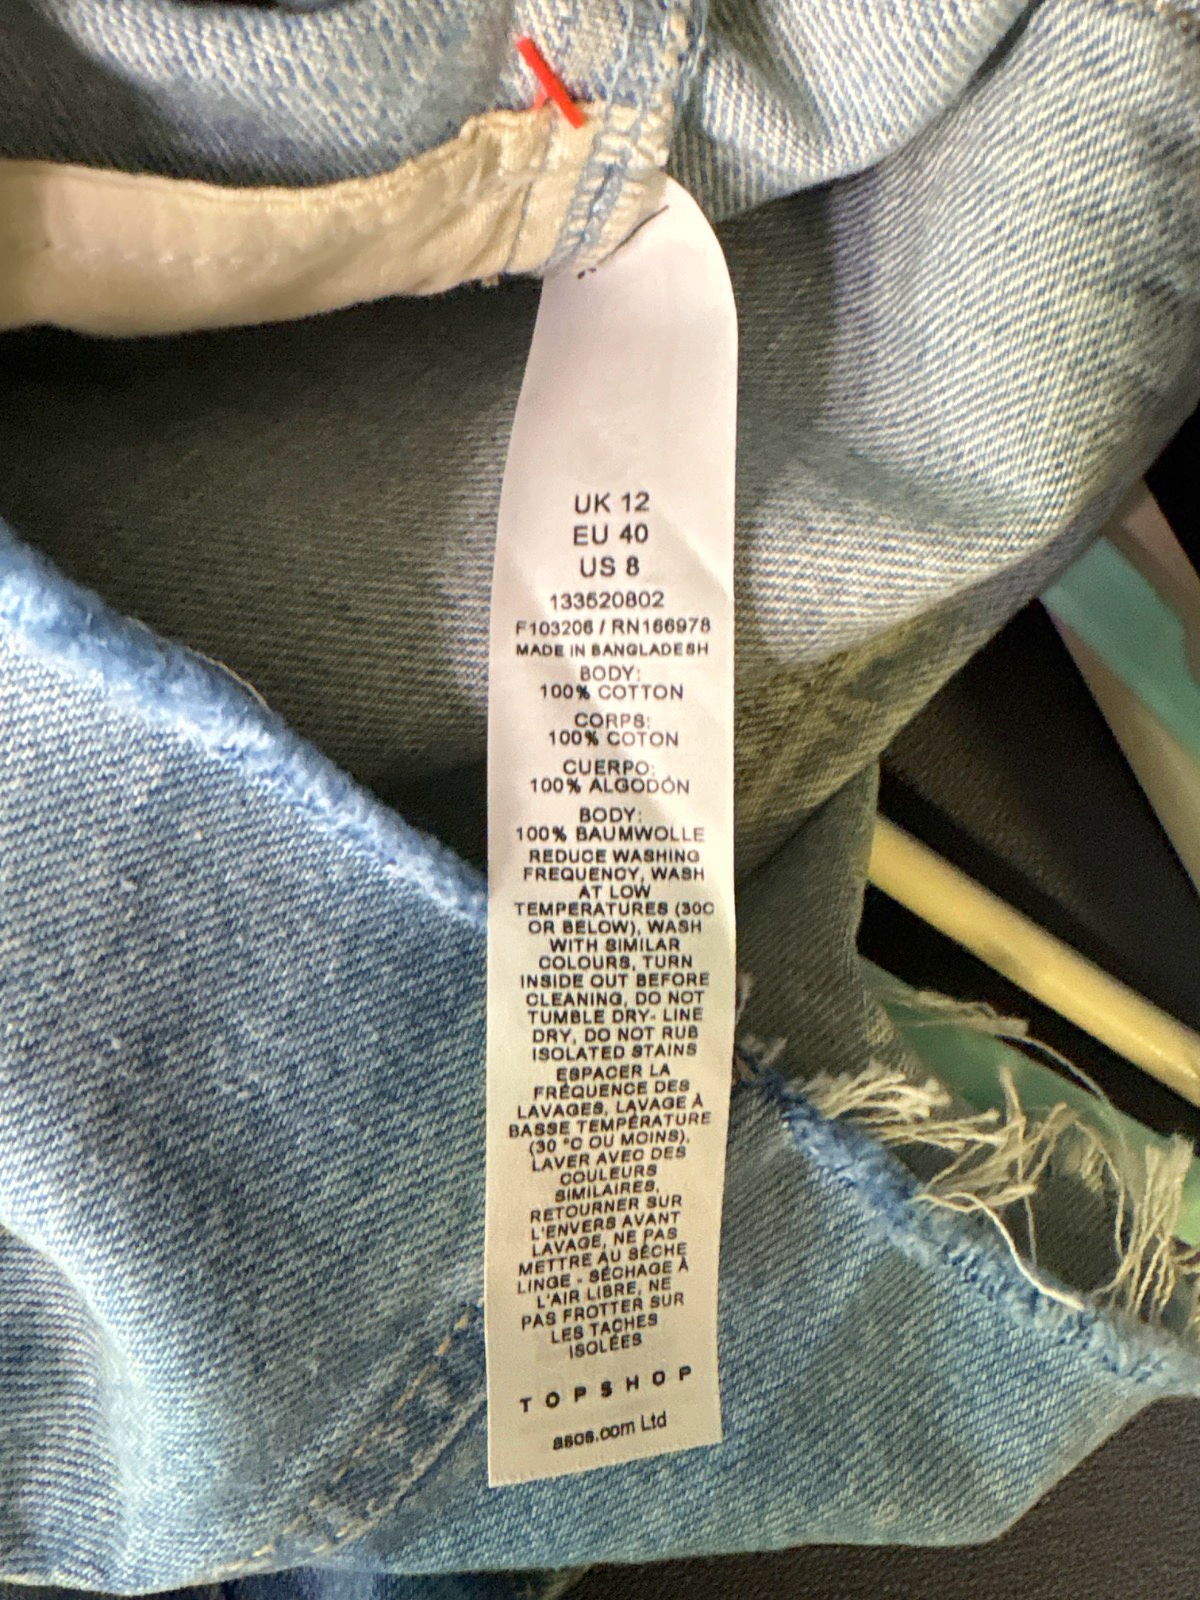 UK 12
EU 40
US 8
133520802
F103206 / RN166978
MADE IN BANGLADESH
BODY:
100% COTTON
CORPS:
100% COTON
CUERPO:
100% ALGODÓN
BODY:
100% BAUMWOLLE
REDUCE WASHING
FREQUENCY, WASH
AT LOW
TEMPERATURES (30C
OR BELOW), WASH
WITH SIMILAR
COLOURS, TURN
INSIDE OUT BEFORE
CLEANING, DO NOT
TUMBLE DRY- LINE
DRY, DO NOT RUB
ISOLATED STAINS
ESPACER LA
FRÉQUENCE DES
LAVAGES, LAVAGE À
BASSE TEMPÉRATURE
(30 °C OU MOINS),
LAVER AVEC DES
COULEURS
SIMILAIRES,
RETOURNER SUR
L'ENVERS AVANT
LAVAGE, NE PAS
METTRE AU SÈCHE
LINGE - SÉCHAGE À
L'AIR LIBRE, NE
PAS FROTTER SUR
LES TACHES
ISOLÉES
TOPSHOP
asos.com Ltd